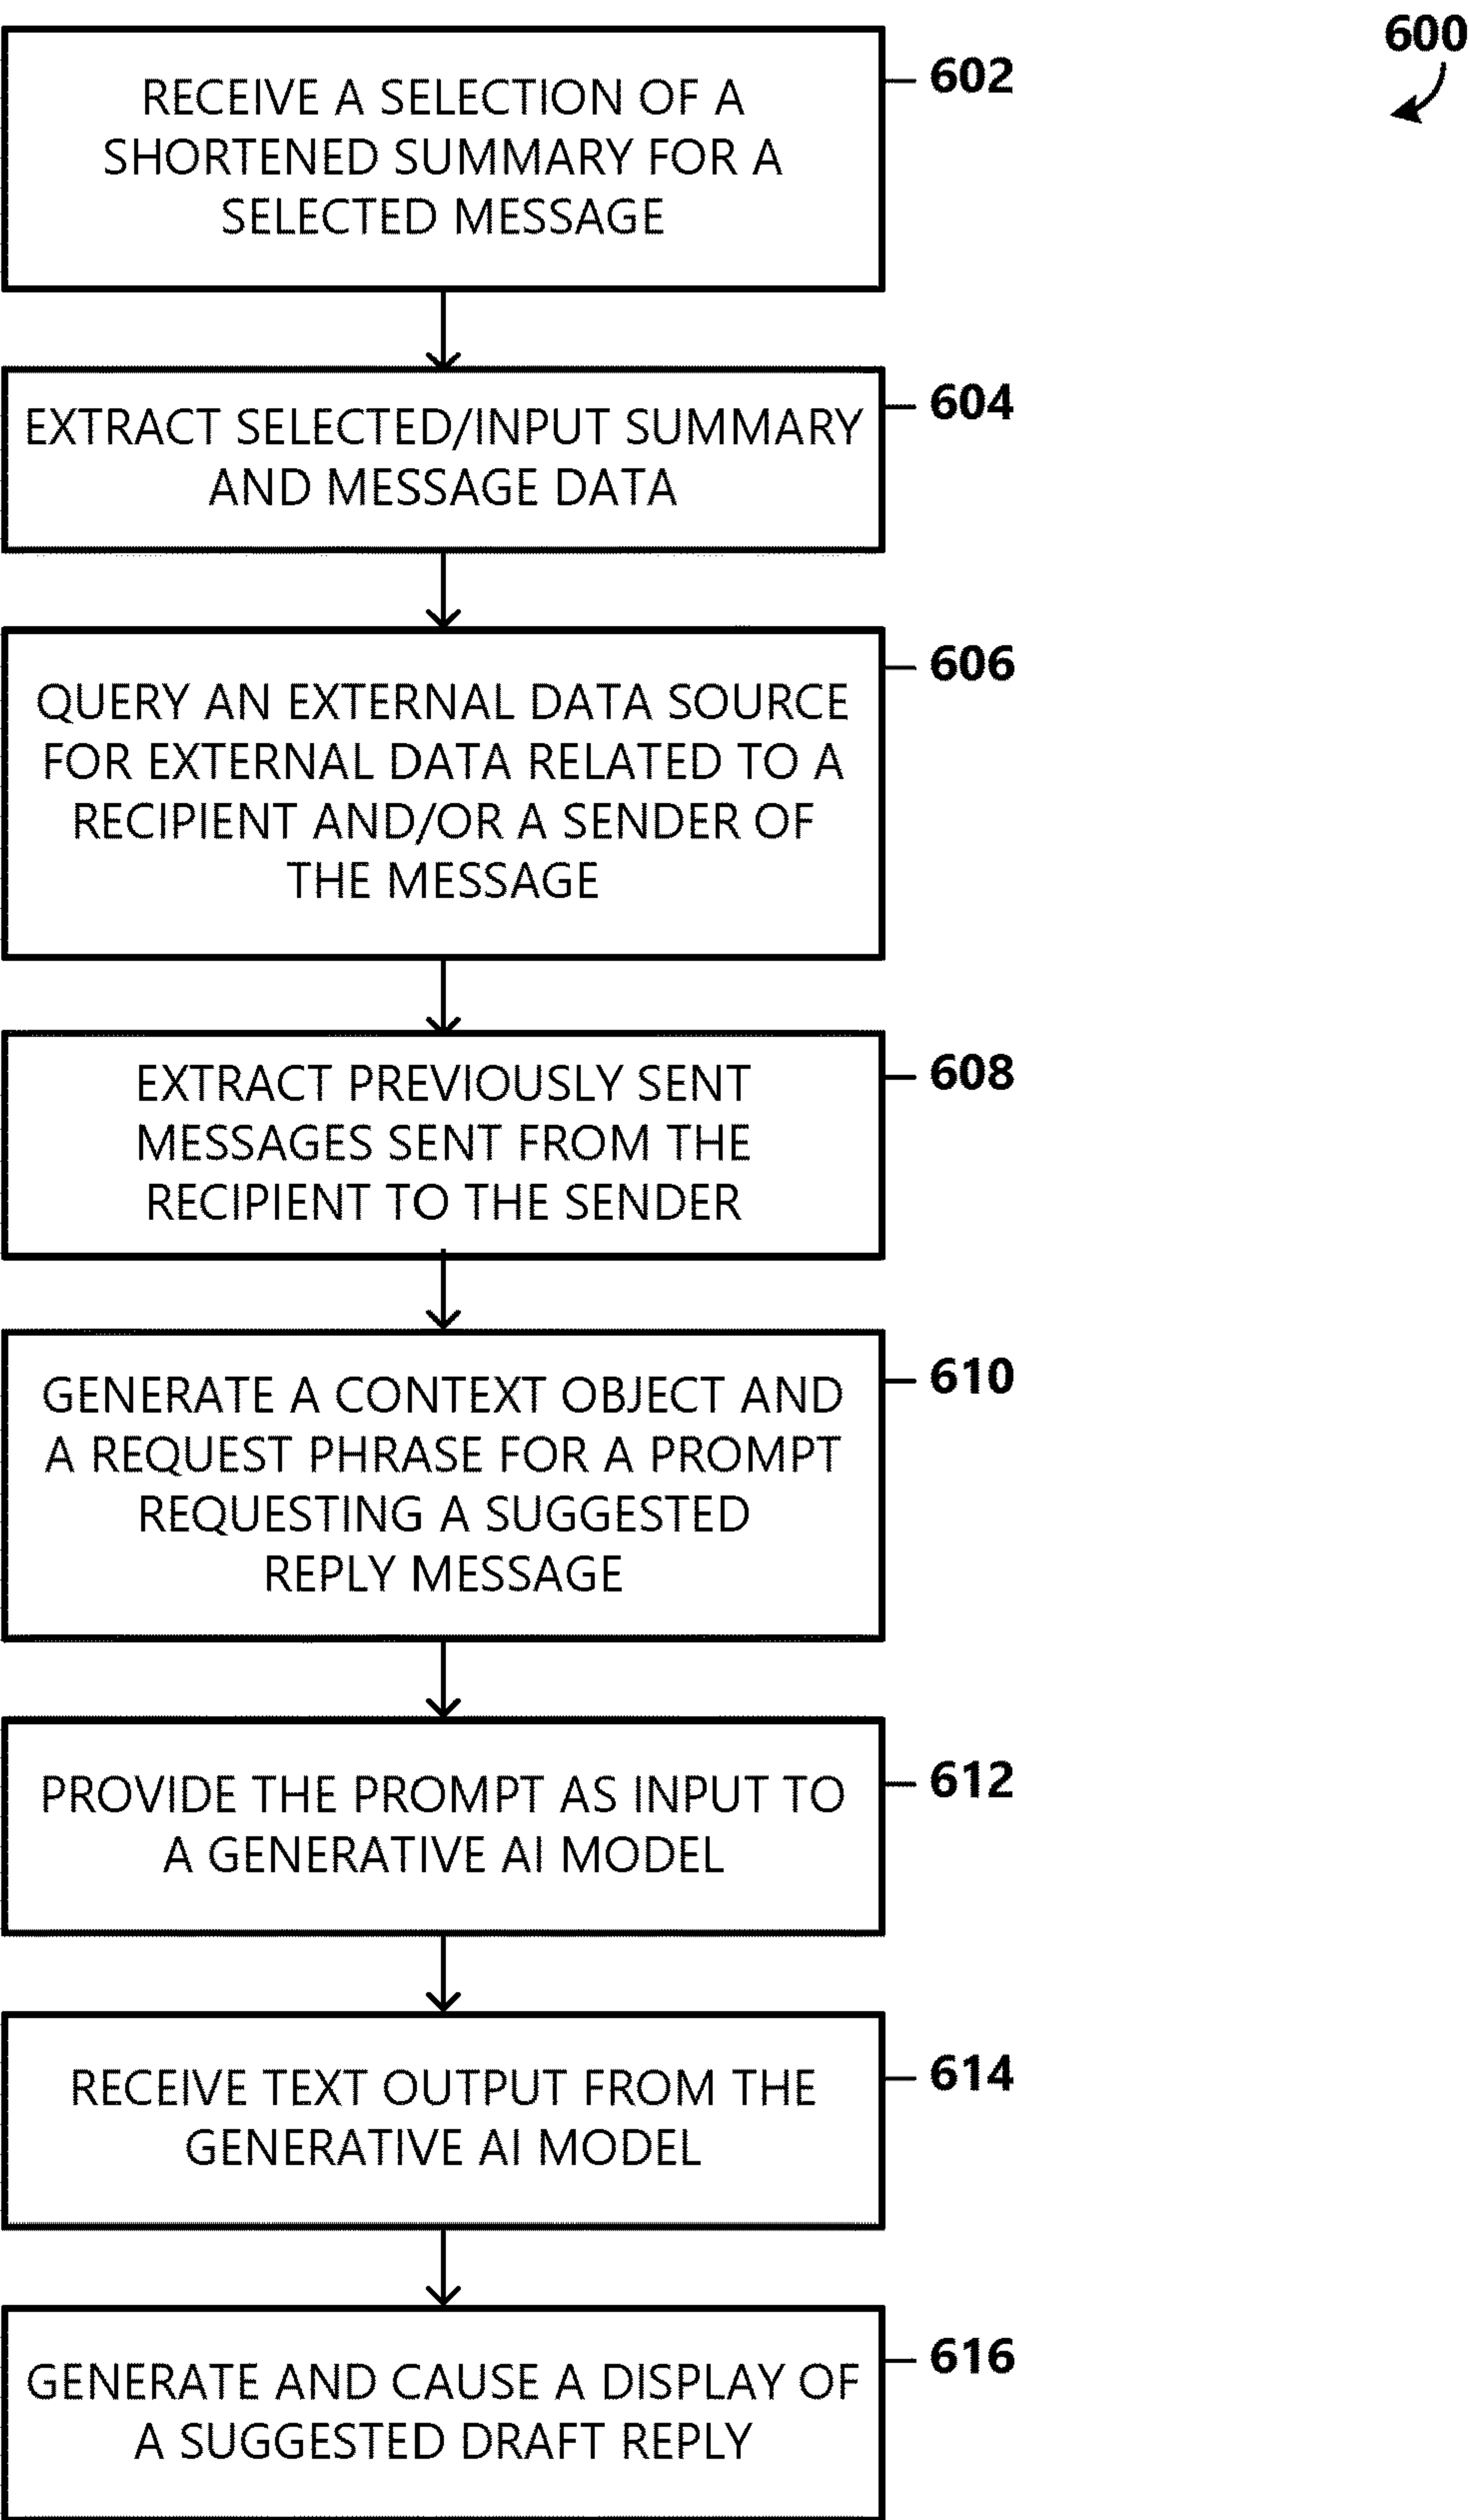 600
RECEIVE A SELECTION OF A
SHORTENED SUMMARY FOR A
SELECTED MESSAGE
602
EXTRACT SELECTED/INPUT SUMMARY
AND MESSAGE DATA
604
QUERY AN EXTERNAL DATA SOURCE
FOR EXTERNAL DATA RELATED TO A
RECIPIENT AND/OR A SENDER OF
THE MESSAGE
606
EXTRACT PREVIOUSLY SENT
MESSAGES SENT FROM THE
RECIPIENT TO THE SENDER
608
GENERATE A CONTEXT OBJECT AND
A REQUEST PHRASE FOR A PROMPT
REQUESTING A SUGGESTED
REPLY MESSAGE
610
PROVIDE THE PROMPT AS INPUT TO
A GENERATIVE AI MODEL
612
RECEIVE TEXT OUTPUT FROM THE
GENERATIVE AI MODEL
614
GENERATE AND CAUSE A DISPLAY OF
A SUGGESTED DRAFT REPLY
616